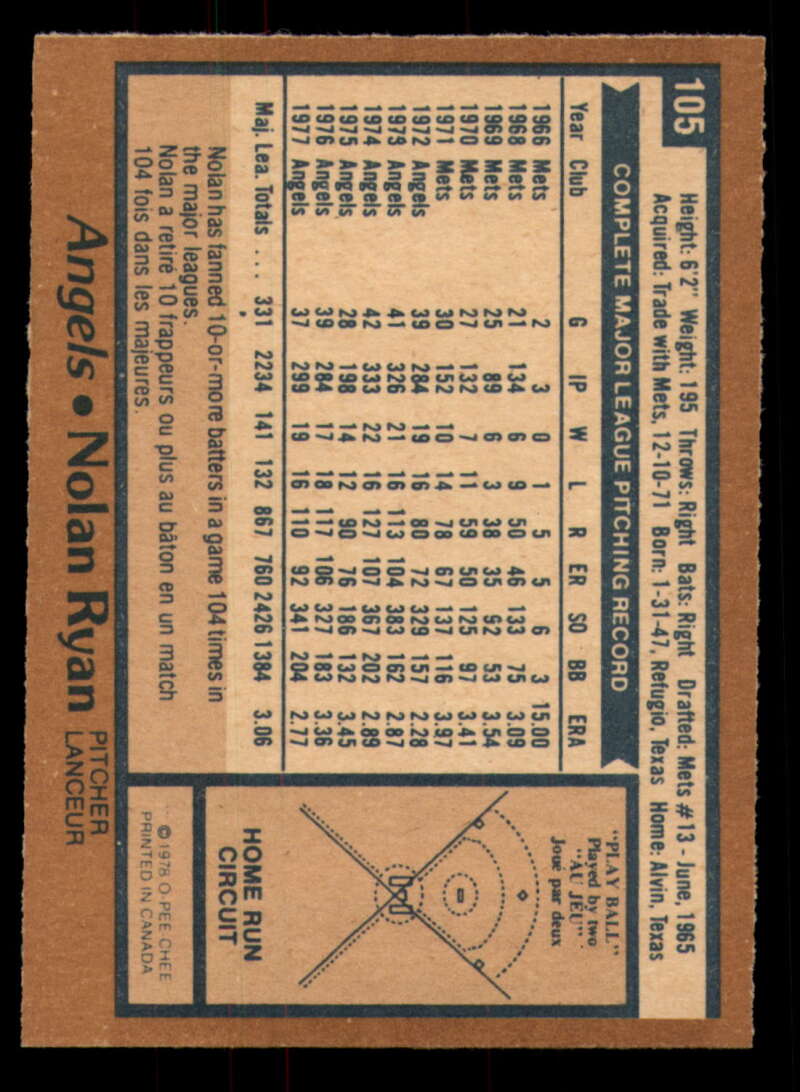 105
Height: 6'2" Weight: 195 Throws: Right Bats: Right Drafted: Mets #13 - June, 1965
Acquired: Trade with Mets, 12-10-71 Born: 1-31-47, Refugio, Texas Home: Alvin, Texas
COMPLETE MAJOR LEAGUE PITCHING RECORD
Year Club G IP W L R ER SO BB ERA
1966 Mets 2 3 0 1 5 5 6 3 15.00
1968 Mets 21 134 6 9 50 46 133 75 3.09
1969 Mets 25 89 6 3 38 35 92 53 3.54
1970 Mets 27 132 7 11 59 50 125 97 3.41
1971 Mets 30 152 10 14 78 67 137 116 3.97
1972 Angels 39 284 19 16 80 72 329 157 2.28
1973 Angels 41 326 21 16 113 104 383 162 2.87
1974 Angels 42 333 22 16 127 107 367 202 2.89
1975 Angels 28 198 14 12 90 76 186 132 3.45
1976 Angels 39 284 17 18 117 106 327 183 3.36
1977 Angels 37 299 19 16 110 92 341 204 2.77
Maj. Lea. Totals ... 331 2234 141 132 867 760 2426 1384 3.06
Nolan has fanned 10-or-more batters in a game 104 times in
the major leagues.
Nolan a retiré 10 frappeurs ou plus au bâton en un match
104 fois dans les majeures.
"PLAY BALL"
Played by two
"AU JEU"
Joué par deux
HOME RUN
CIRCUIT
© 1978 O-PEE CHEE
PRINTED IN CANADA
Angels • Nolan Ryan
PITCHER
LANCEUR